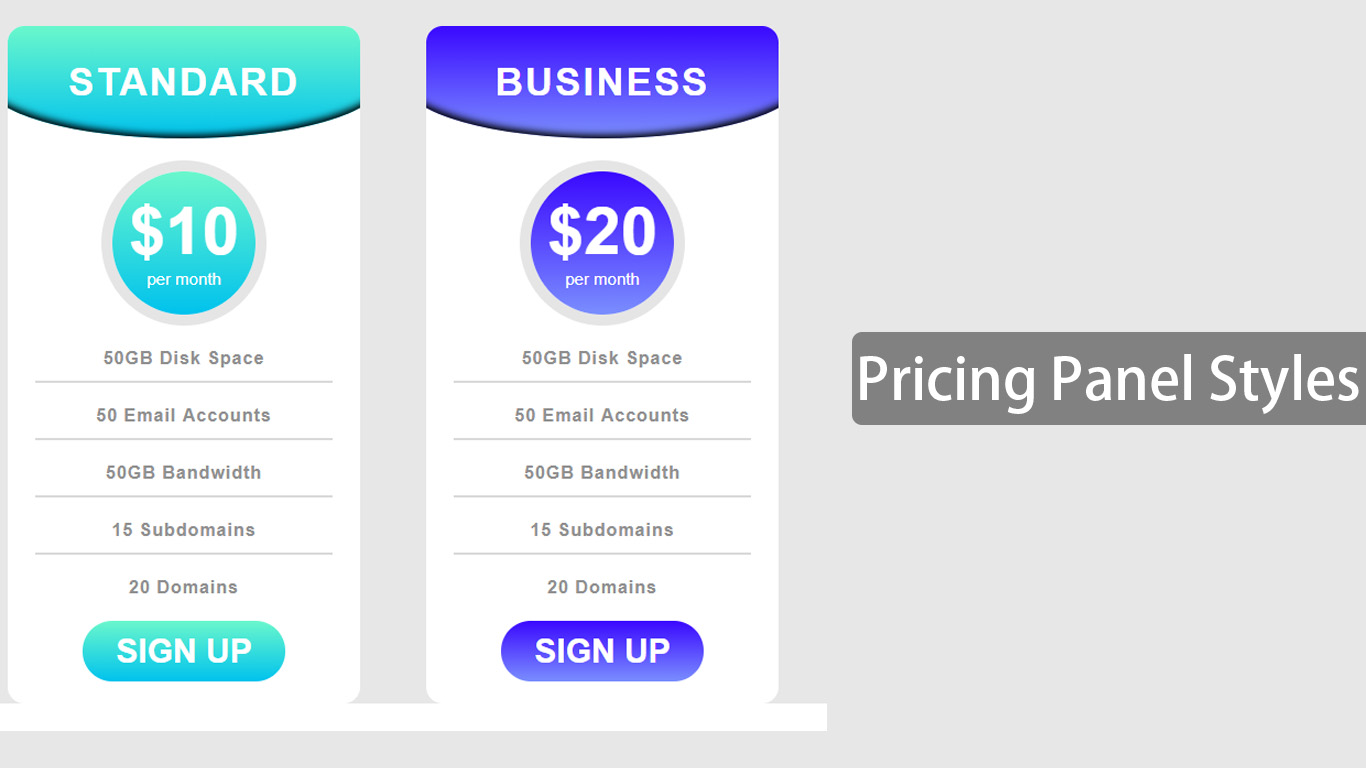 STANDARD
$10
per month
50GB Disk Space
50 Email Accounts
50GB Bandwidth
15 Subdomains
20 Domains
SIGN UP
BUSINESS
$20
per month
50GB Disk Space
50 Email Accounts
50GB Bandwidth
15 Subdomains
20 Domains
SIGN UP
Pricing Panel Styles